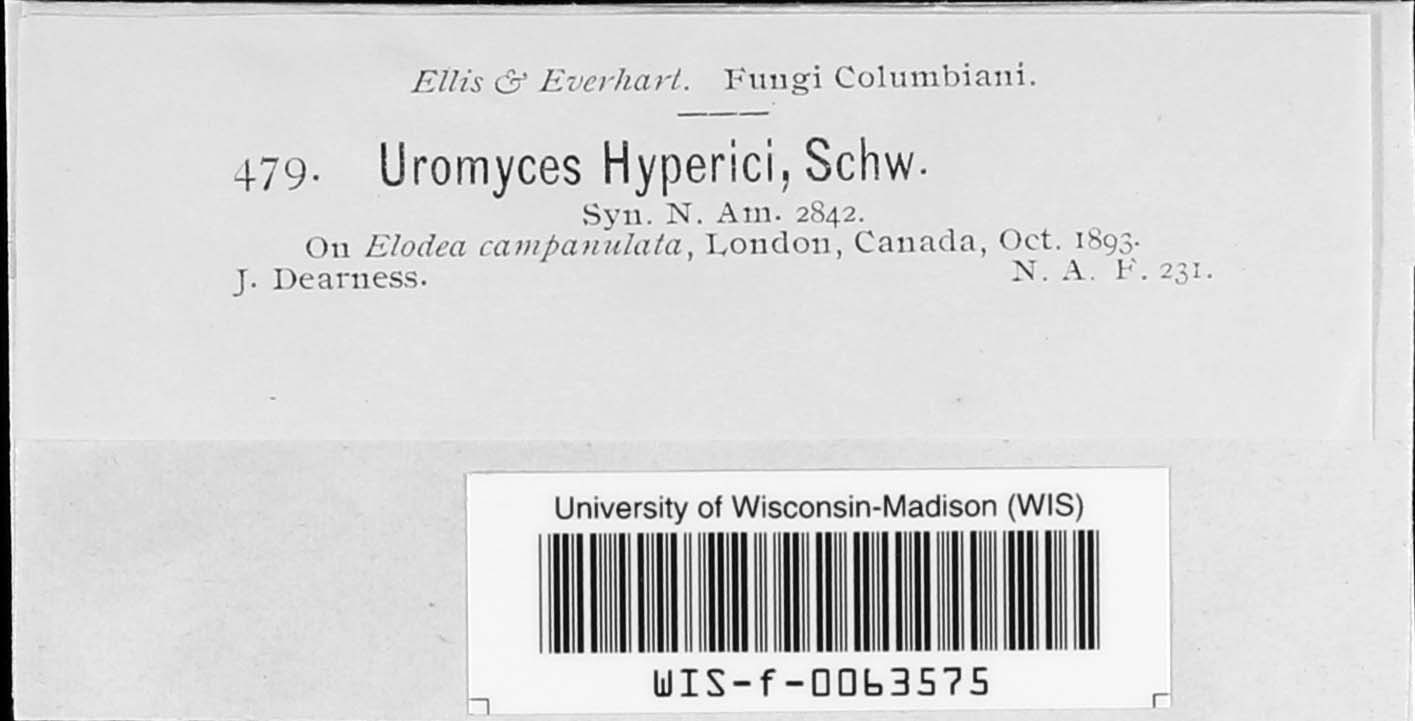 Ellis & Everhart. Fungi Columbiani.
479. Uromyces Hyperici, Schw.
Syn. N. Am. 2842.
On Elodea campanulata, London, Canada, Oct. 1893.
J. Dearness. N. A. F. 231.
University of Wisconsin-Madison (WIS)
WIS-f-0063575